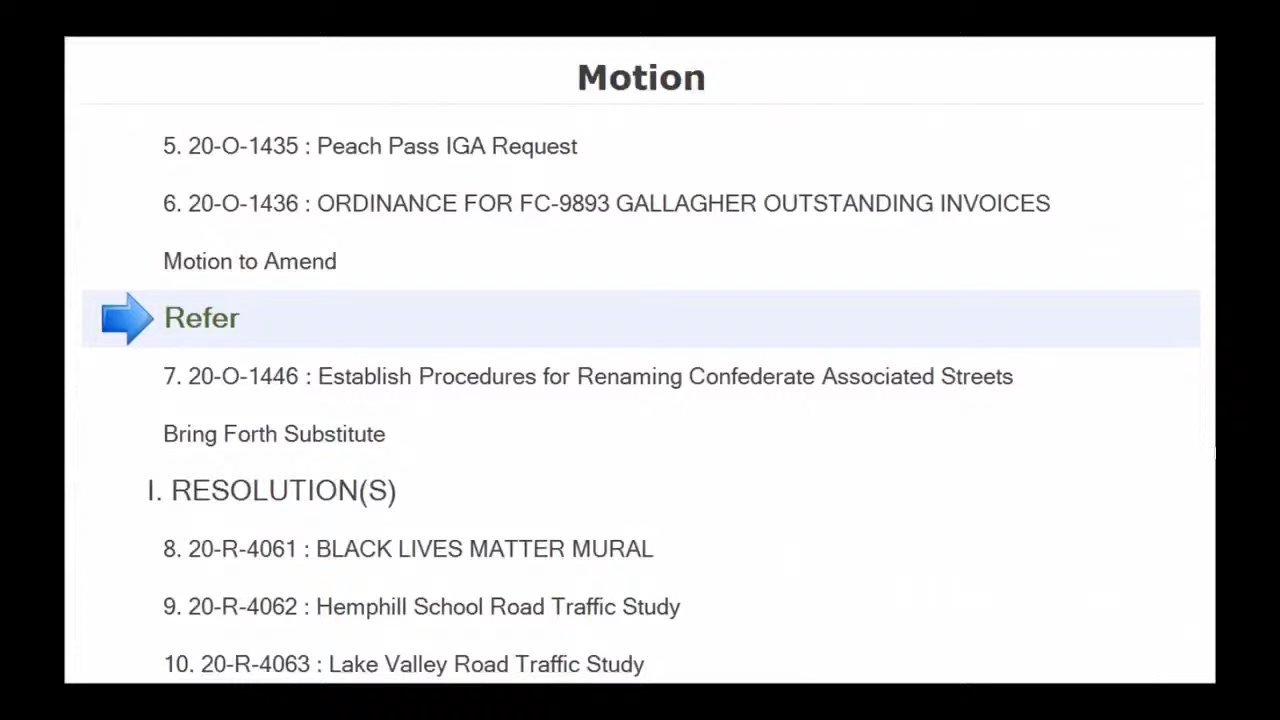 Motion
5. 20-O-1435 : Peach Pass IGA Request
6. 20-O-1436 : ORDINANCE FOR FC-9893 GALLAGHER OUTSTANDING INVOICES
Motion to Amend
Refer
7. 20-O-1446 : Establish Procedures for Renaming Confederate Associated Streets
Bring Forth Substitute
I. RESOLUTION(S)
8. 20-R-4061 : BLACK LIVES MATTER MURAL
9. 20-R-4062 : Hemphill School Road Traffic Study
10. 20-R-4063 : Lake Valley Road Traffic Study